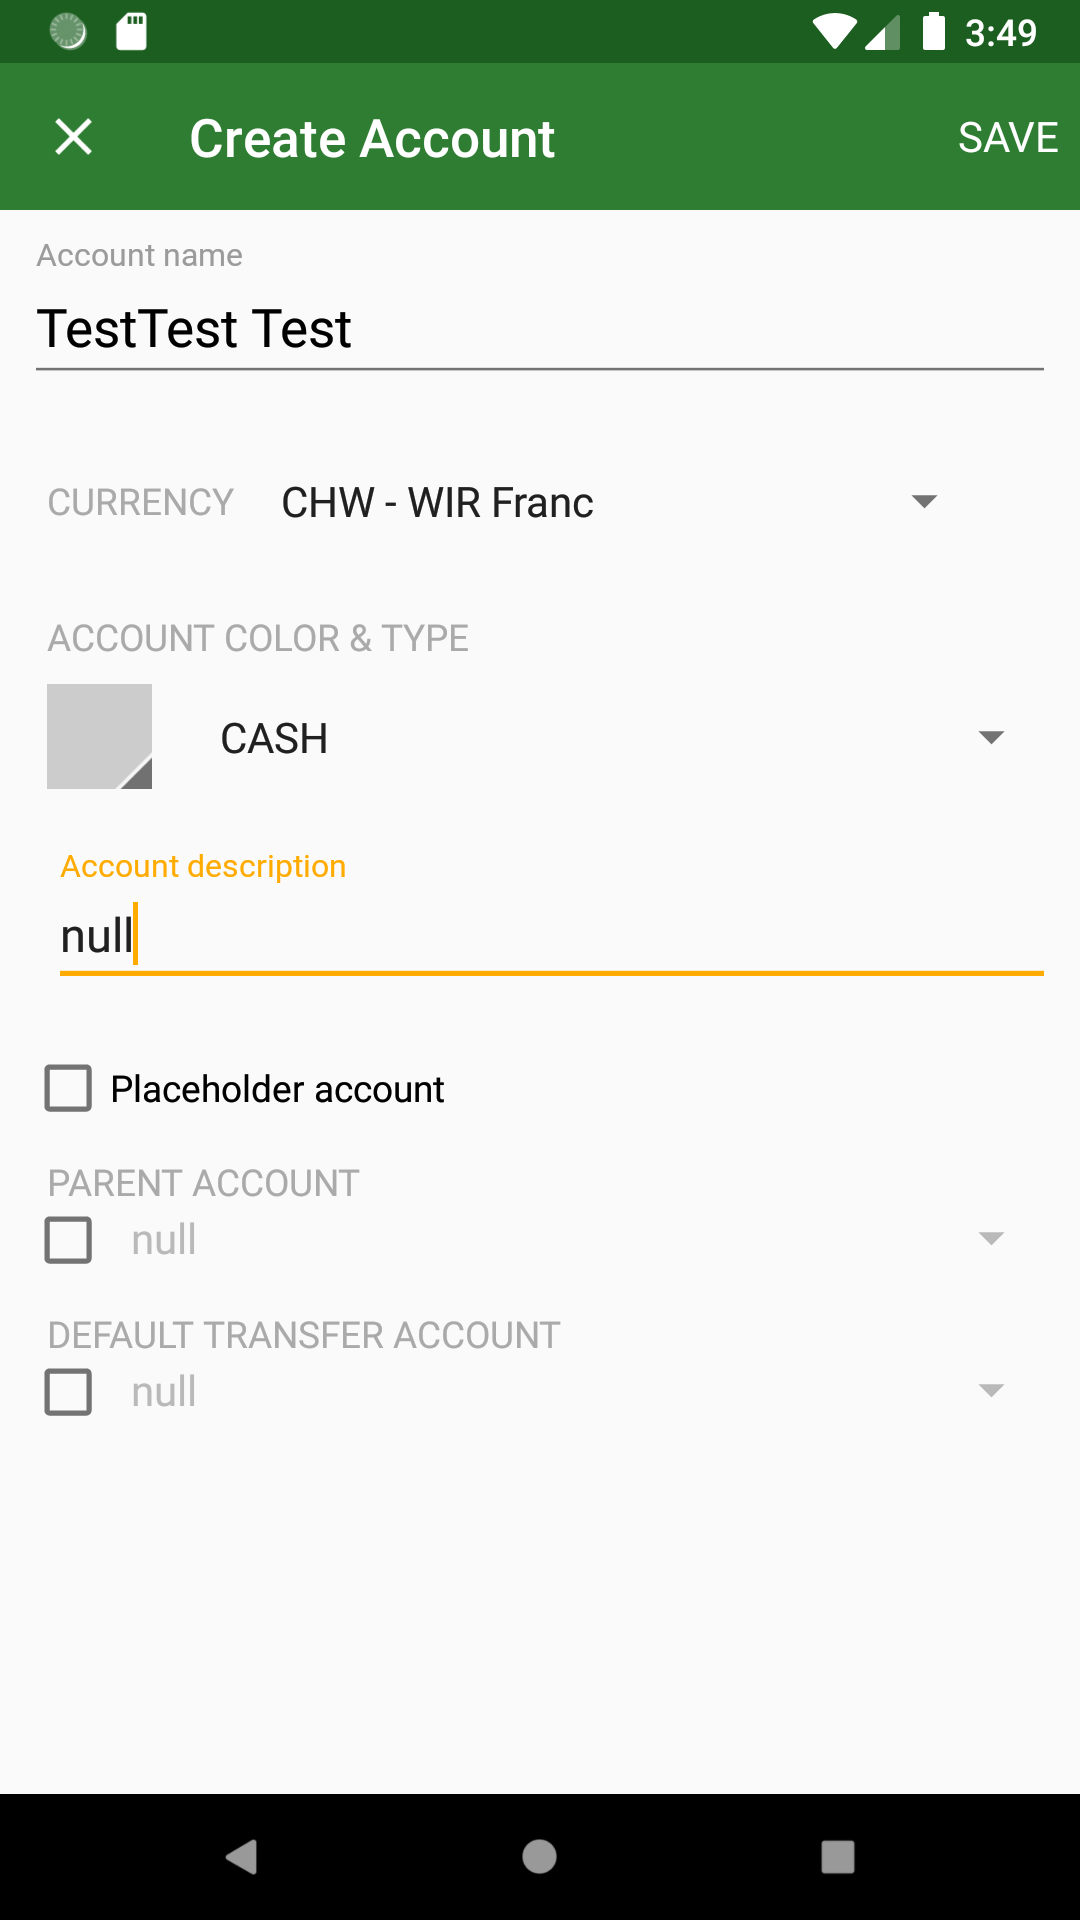 3:49
Create Account
SAVE
Account name
TestTest Test
CURRENCY
CHW - WIR Franc
ACCOUNT COLOR & TYPE
CASH
Account description
null
Placeholder account
PARENT ACCOUNT
null
DEFAULT TRANSFER ACCOUNT
null